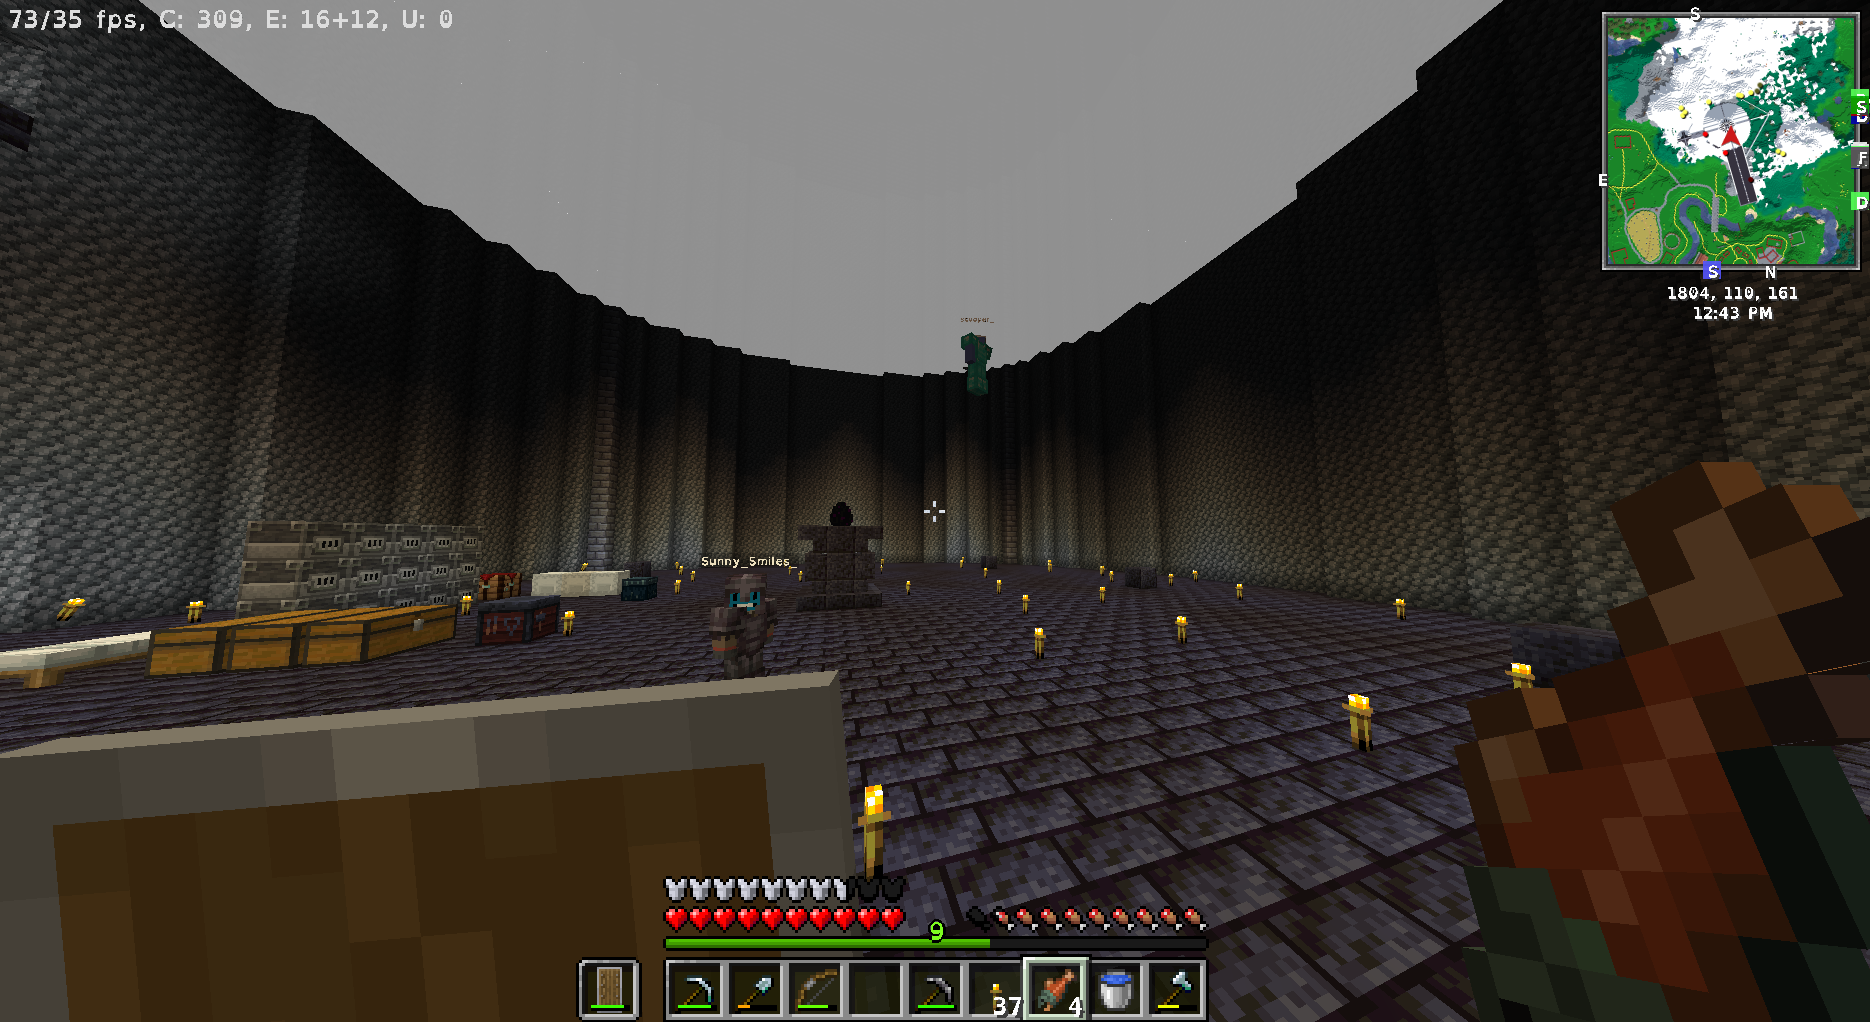 73/35 fps, C: 309, E: 16+12, U: 0
S
S
D
F
E
D
S
N
1804, 110, 161
12:43 PM
Sunny_Smiles_
9
37
4